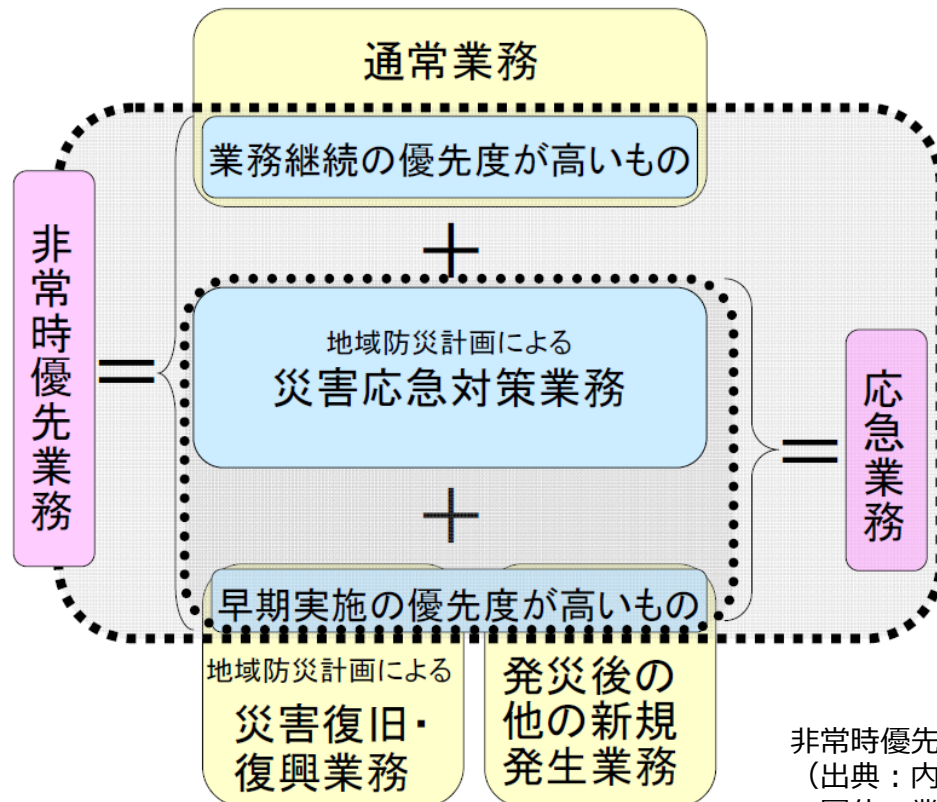 通常業務
業務継続の優先度が高いもの
+
非常時優先業務
=
地域防災計画による
災害応急対策業務
=
応急業務
+
早期実施の優先度が高いもの
地域防災計画による
災害復旧・
復興業務
発災後の
他の新規
発生業務
非常時優先
(出典:内